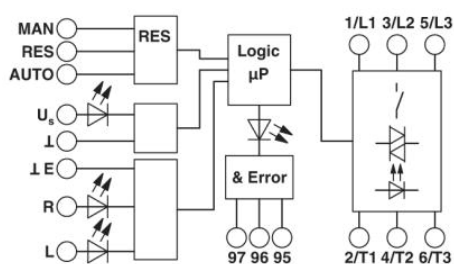 MAN
RES
AUTO
RES
Us
⊥
⊥ E
R
L
Logic
µP
& Error
97 96 95
1/L1 3/L2 5/L3
2/T1 4/T2 6/T3